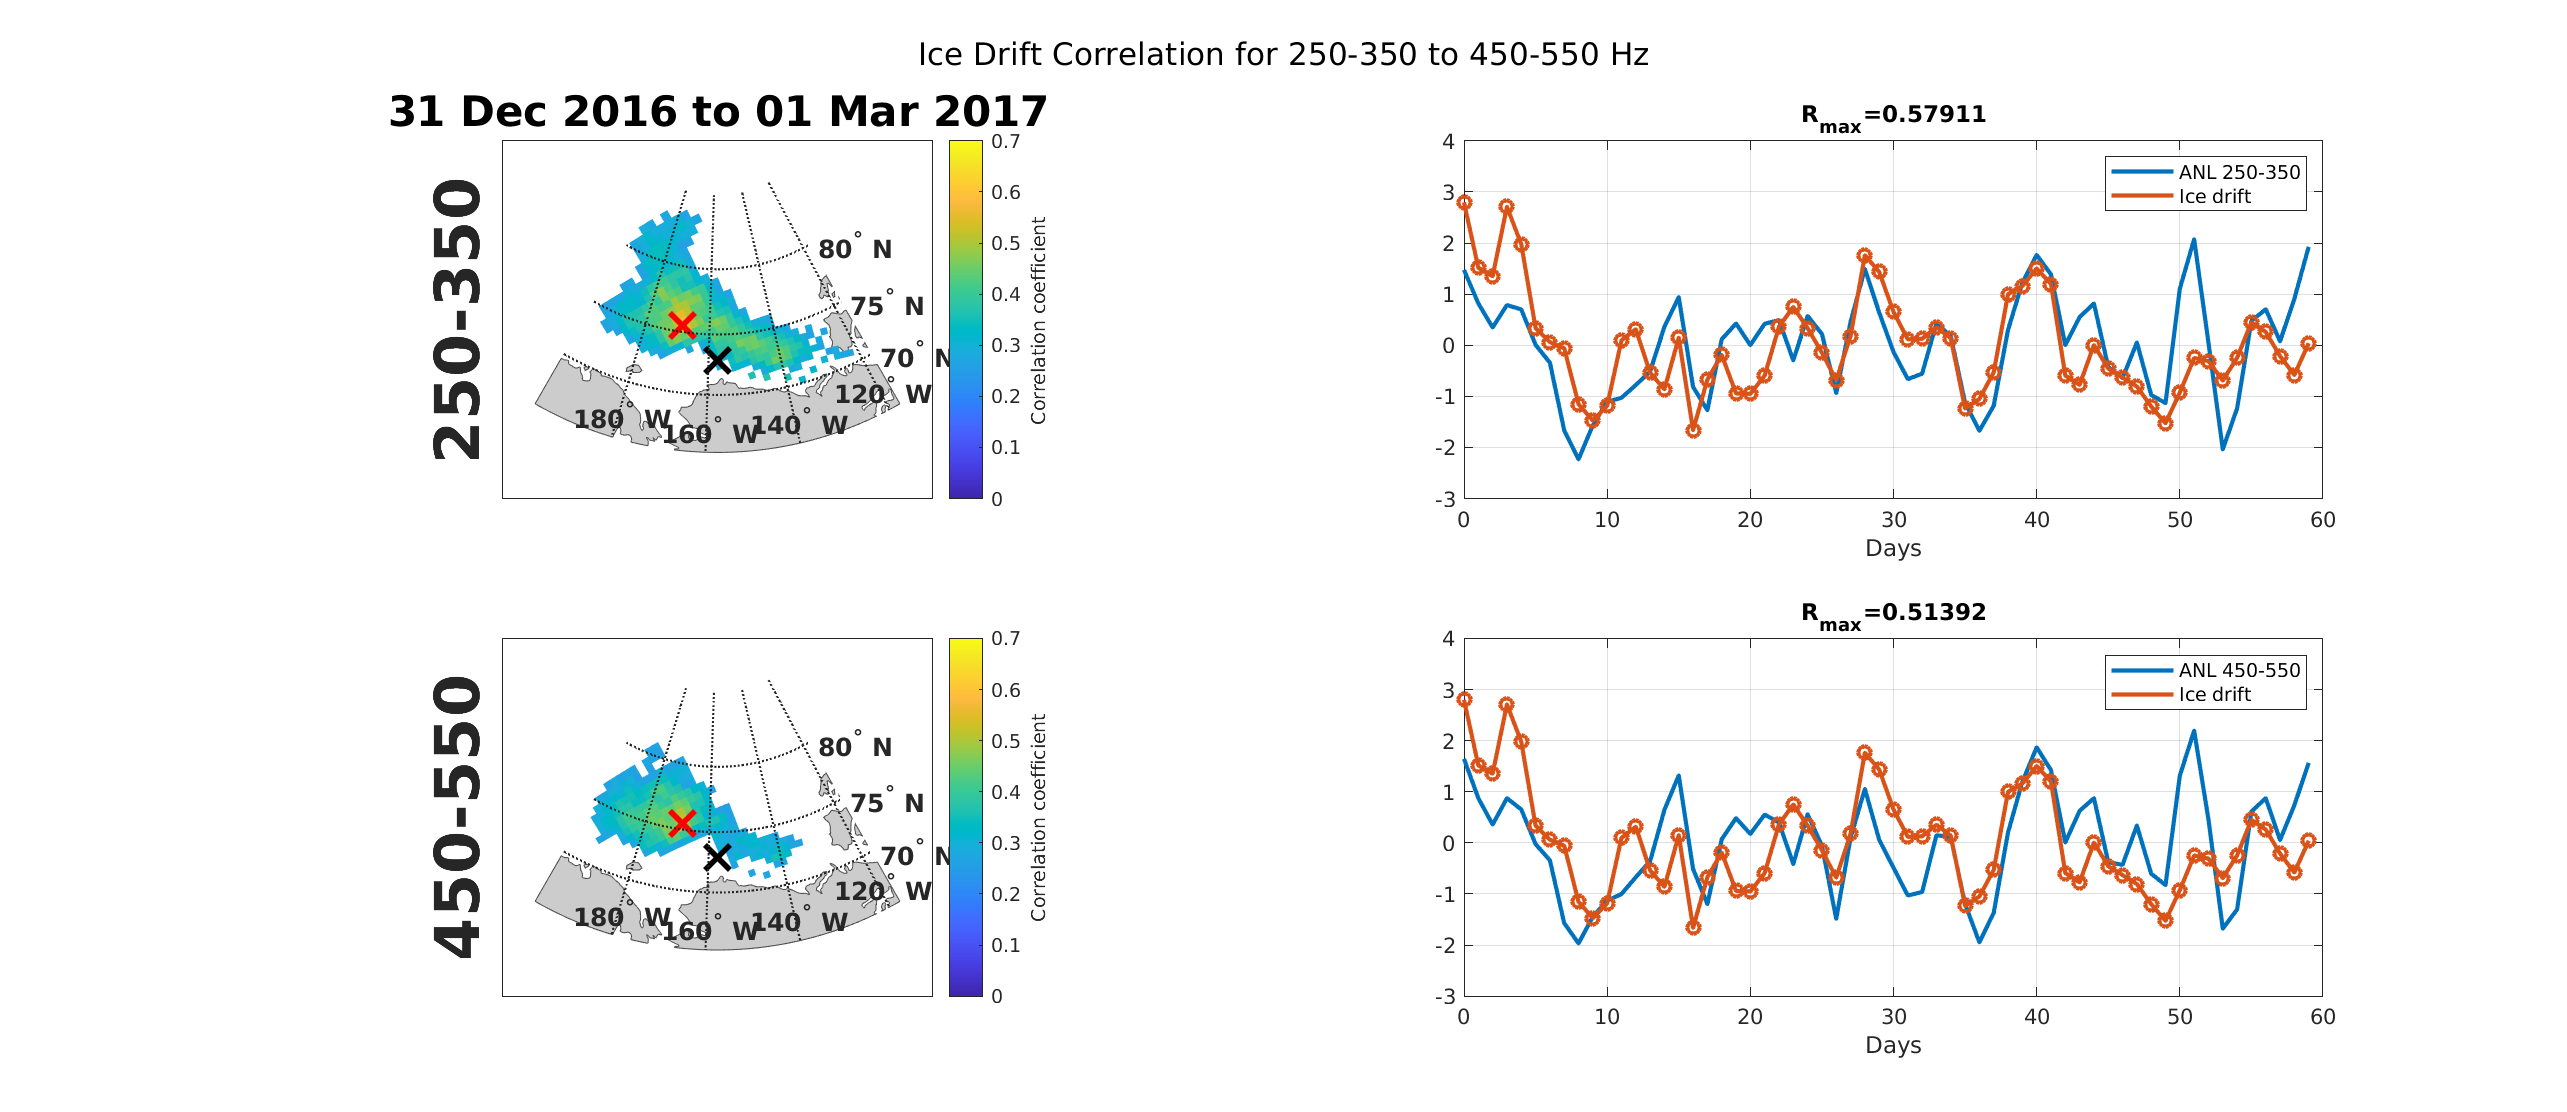 Ice Drift Correlation for 250-350 to 450-550 Hz
31 Dec 2016 to 01 Mar 2017
250-350
80° N
75° N
70° N
120° W
180° W
160° W
140° W
0.7
0.6
0.5
0.4
0.3
0.2
0.1
0
Correlation coefficient
Rmax=0.57911
4
3
2
1
0
-1
-2
-3
0 10 20 30 40 50 60
Days
ANL 250-350
Ice drift
450-550
80° N
75° N
70° N
120° W
180° W
160° W
140° W
0.7
0.6
0.5
0.4
0.3
0.2
0.1
0
Correlation coefficient
Rmax=0.51392
4
3
2
1
0
-1
-2
-3
0 10 20 30 40 50 60
Days
ANL 450-550
Ice drift